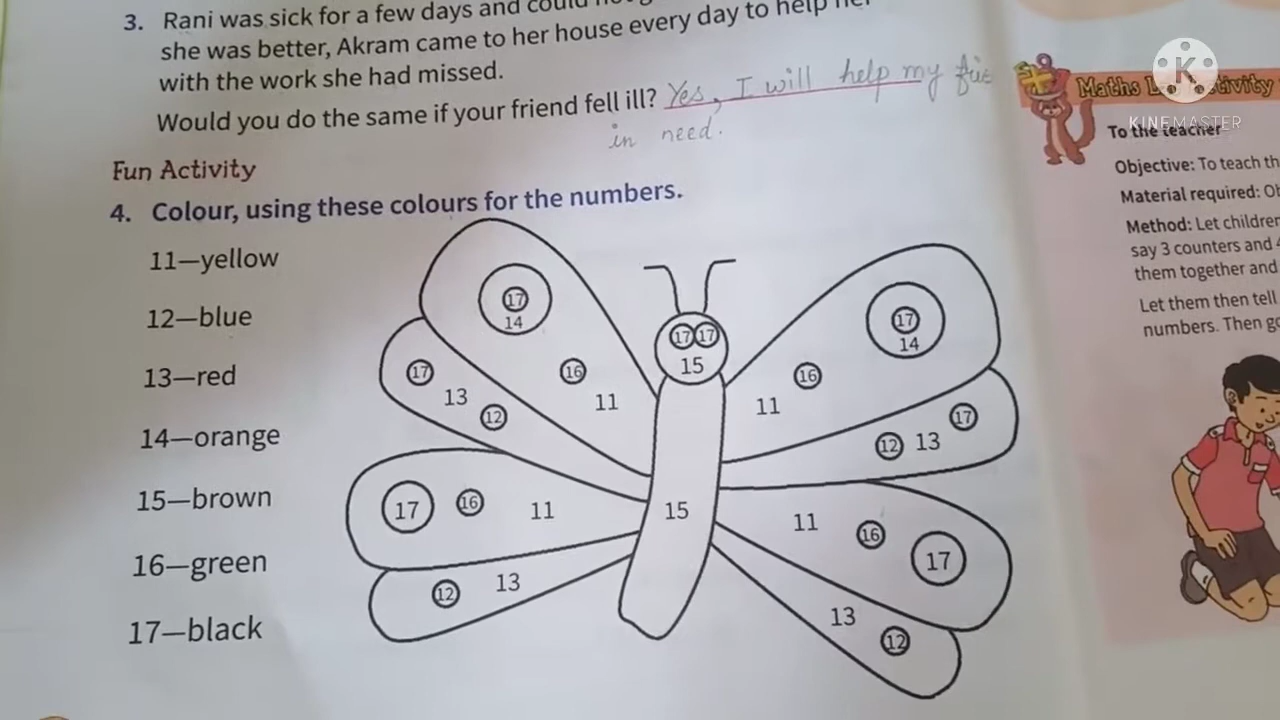 3. Rani was sick for a few days and could
she was better, Akram came to her house every day to help her
with the work she had missed.
Would you do the same if your friend fell ill? Yes, I will help my
in need.
Fun Activity
4. Colour, using these colours for the numbers.
11—yellow
12—blue
13—red
14—orange
15—brown
16—green
17—black
17
14
16
11
17
13
12
17
16
11
12
13
17 17
15
15
17
14
16
11
17
12 13
11
16
17
13
12
K
KINEMASTER
Maths
To the teacher
Objective: To teach
Material required:
Method: Let children
say 3 counters and
them together and
Let them then tell
numbers. Then